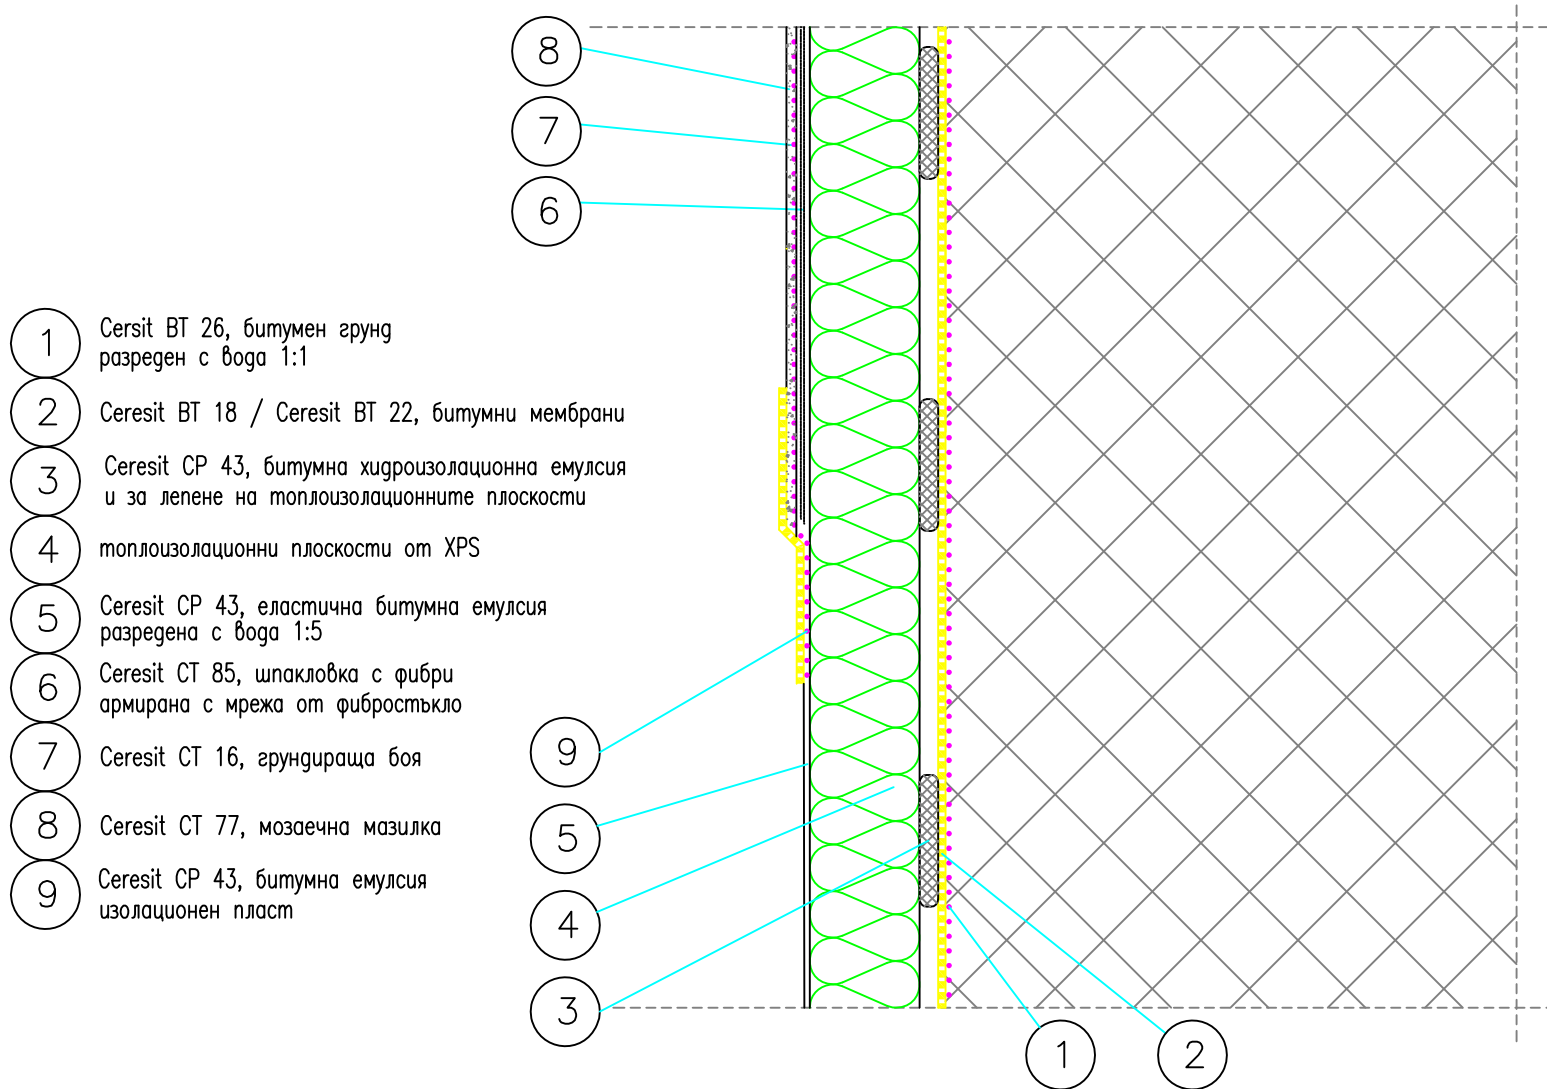 8
7
6
1 Cersit BT 26, битумен грунд
разреден с вода 1:1
2 Ceresit BT 18 / Ceresit BT 22, битумни мембрани
3 Ceresit CP 43, битумна хидроизолационна емулсия
и за лепене на топлоизолационните плоскости
4 топлоизолационни плоскости от XPS
5 Ceresit CP 43, еластична битумна емулсия
разредена с вода 1:5
6 Ceresit CT 85, шпакловка с фибри
армирана с мрежа от фибростъкло
7 Ceresit CT 16, грундираща боя
8 Ceresit CT 77, мозаечна мазилка
9 Ceresit CP 43, битумна емулсия
изолационен пласт
9
5
4
3
1
2